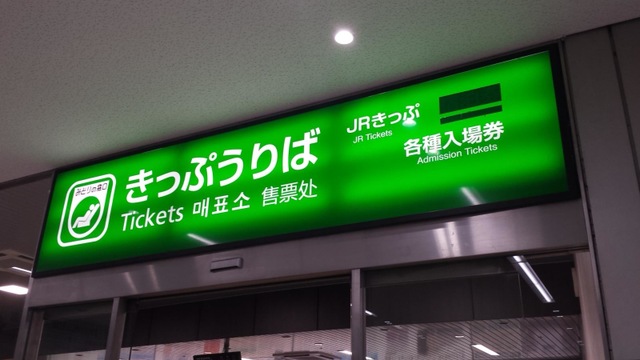 みどりの窓口
きっぷうりば
Tickets 매표소 售票处
JRきっぷ
JR Tickets
各種入場券
Admission Tickets